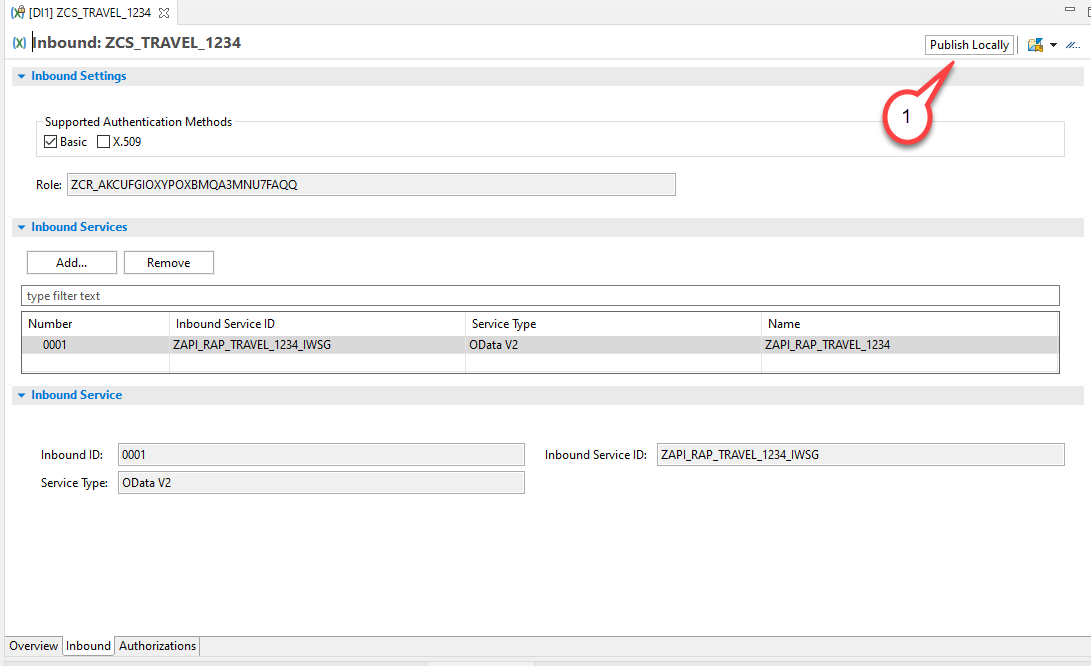 [DI1] ZCS_TRAVEL_1234
Inbound: ZCS_TRAVEL_1234
Publish Locally
Inbound Settings
1
Supported Authentication Methods
Basic X.509
Role: ZCR_AKCUFGIOXYPOXBMQA3MNU7FAQQ
Inbound Services
Add... Remove
type filter text
Number Inbound Service ID Service Type Name
0001 ZAPI_RAP_TRAVEL_1234_IWSG OData V2 ZAPI_RAP_TRAVEL_1234
Inbound Service
Inbound ID: 0001 Inbound Service ID: ZAPI_RAP_TRAVEL_1234_IWSG
Service Type: OData V2
Overview Inbound Authorizations